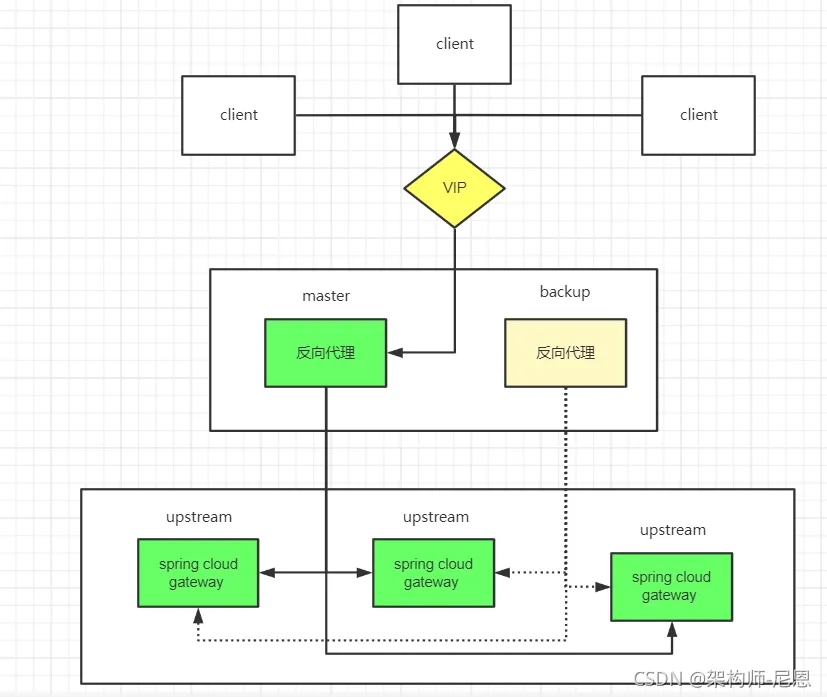 client
client
client
VIP
master
backup
反向代理
反向代理
upstream
upstream
upstream
spring cloud
gateway
spring cloud
gateway
spring cloud
gateway
CSDN @架构师-尼恩